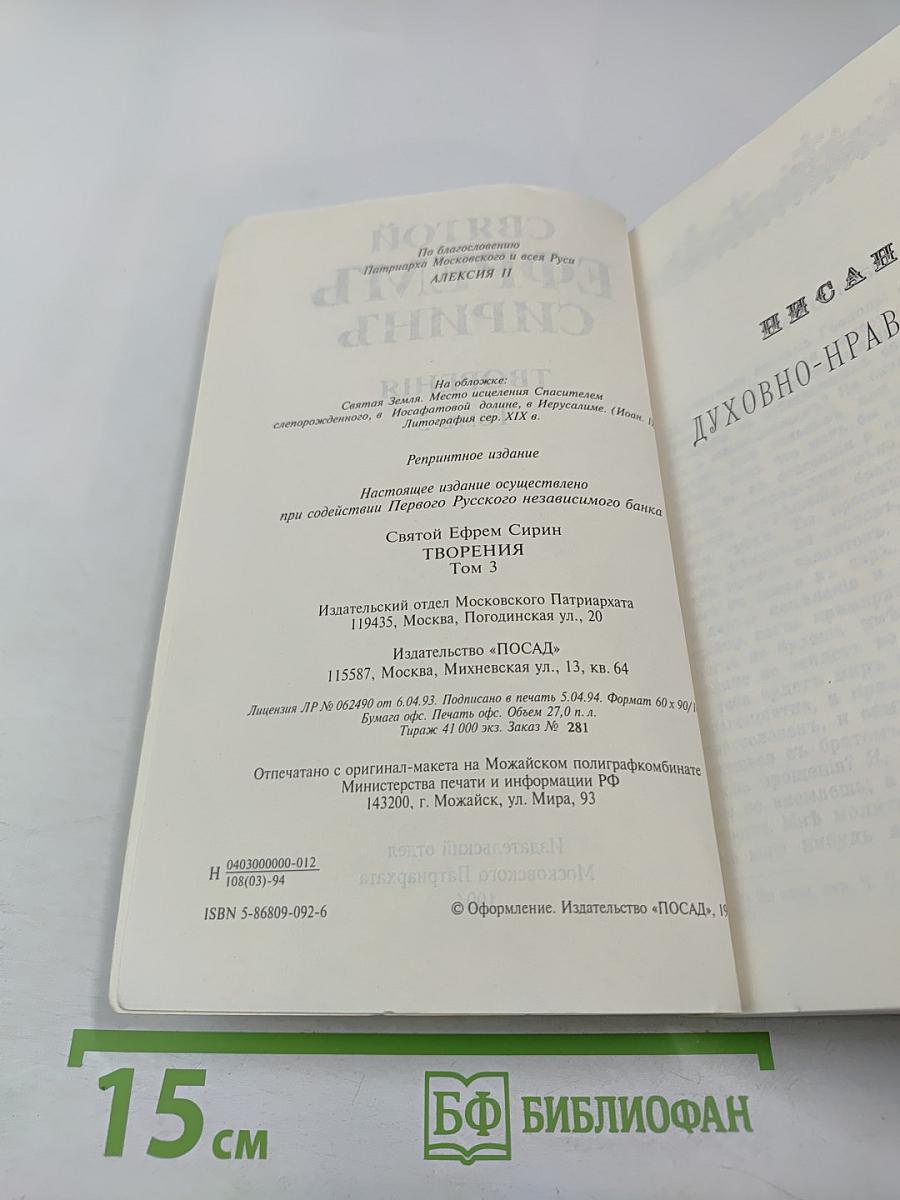 По благословению
Патриарха Московского и всея Руси
АЛЕКСИЯ II
На обложке:
Святая Земля. Место исцеления Спасителем
слепорожденного, в Иосафатовой долине, в Иерусалиме. (Иоан.
Литография сер. XIX в.
Репринтное издание
Настоящее издание осуществлено
при содействии Первого Русского независимого банка
Святой Ефрем Сирин
ТВОРЕНИЯ
Том 3
Издательский отдел Московского Патриархата
119435, Москва, Погодинская ул., 20
Издательство «ПОСАД»
115587, Москва, Михневская ул., 13, кв. 64
Лицензия ЛР № 062490 от 6.04.93. Подписано в печать 5.04.94. Формат 60 х 90/1
Бумага офс. Печать офс. Объем 27,0 п. л.
Тираж 41 000 экз. Заказ № 281
Отпечатано с оригинал-макета на Можайском полиграфкомбинате
Министерства печати и информации РФ
143200, г. Можайск, ул. Мира, 93
Н 0403000000-012
108(03)-94
ISBN 5-86809-092-6
© Оформление. Издательство «ПОСАД», 19
ПИСАН
ДУХОВНО-НРАВ
15 см
БФ БИБЛИОФАН